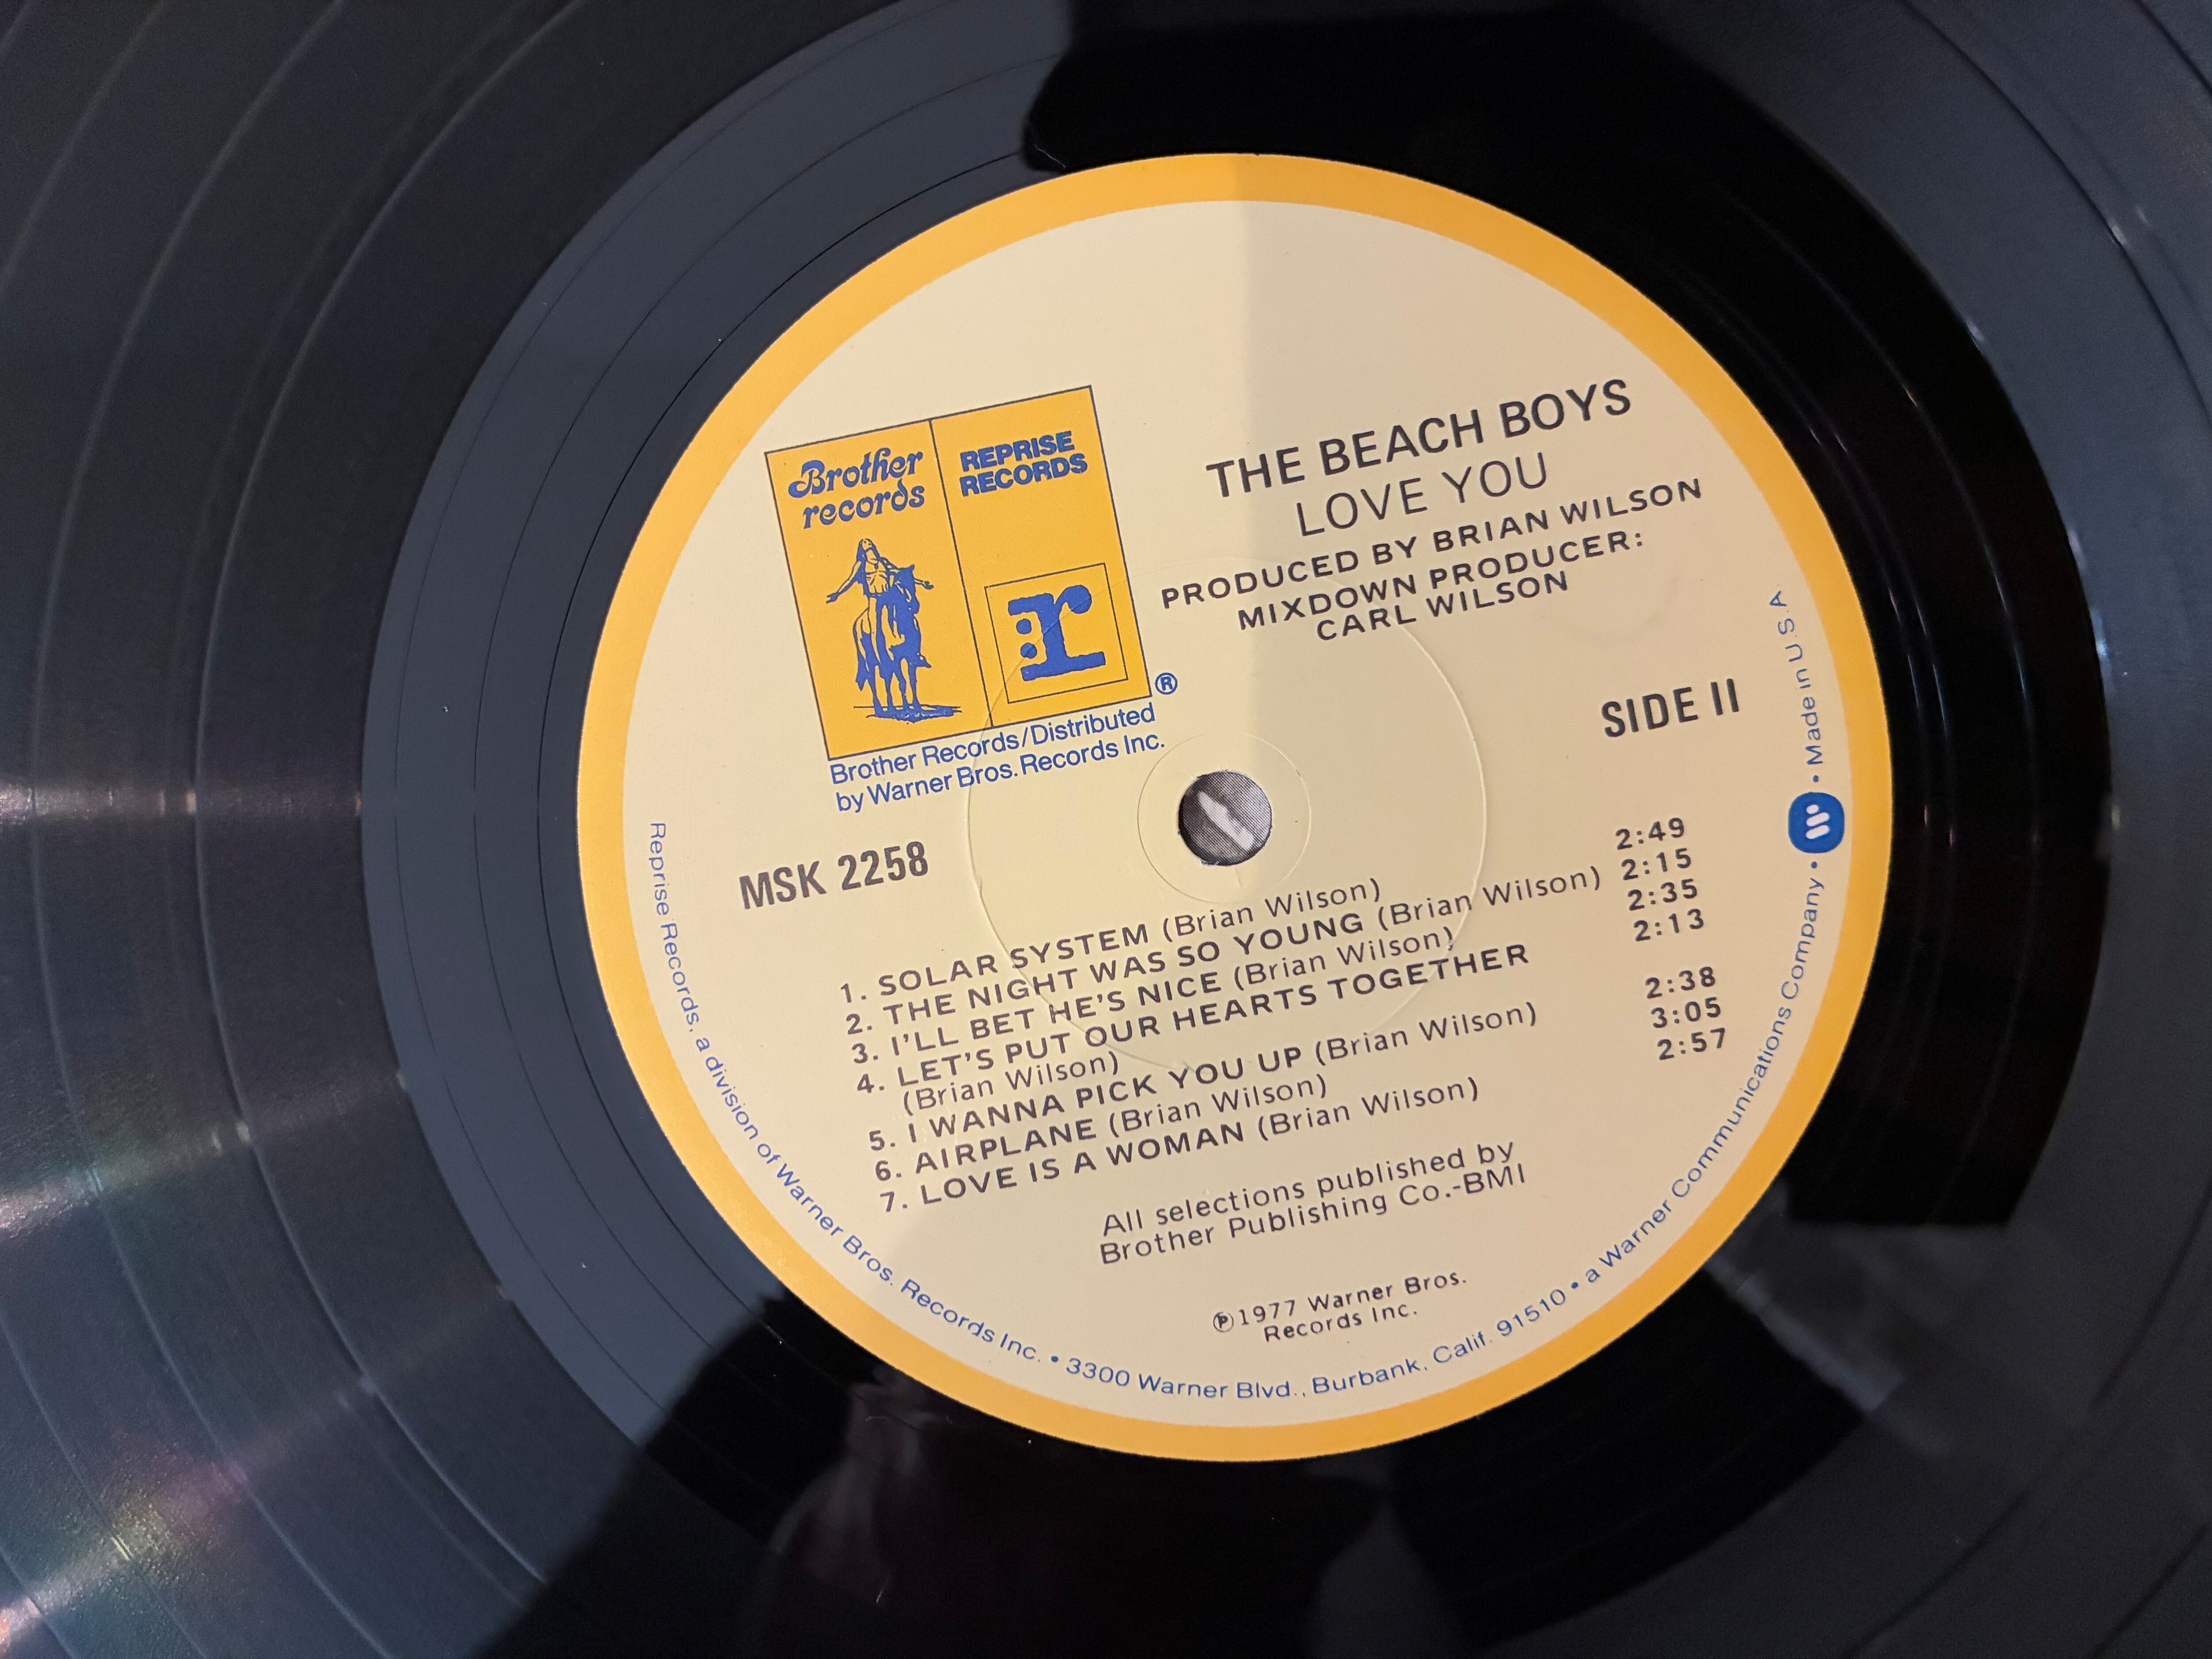 THE BEACH BOYS
LOVE YOU
PRODUCED BY BRIAN WILSON
MIXDOWN PRODUCER:
CARL WILSON
Brother
records
REPRISE
RECORDS
r
®
Brother Records/Distributed
by Warner Bros. Records Inc.
SIDE II
MSK 2258
1. SOLAR SYSTEM (Brian Wilson) 2:49
2. THE NIGHT WAS SO YOUNG (Brian Wilson) 2:15
3. I'LL BET HE'S NICE (Brian Wilson) 2:35
4. LET'S PUT OUR HEARTS TOGETHER 2:13
(Brian Wilson)
5. I WANNA PICK YOU UP (Brian Wilson) 2:38
6. AIRPLANE (Brian Wilson) 3:05
7. LOVE IS A WOMAN (Brian Wilson) 2:57
All selections published by
Brother Publishing Co.-BMI
℗1977 Warner Bros.
Records Inc.
Reprise Records, a division of Warner Bros. Records Inc. • 3300 Warner Blvd., Burbank, Calif. 91510 • a Warner Communications Company • W • Made in U.S.A.